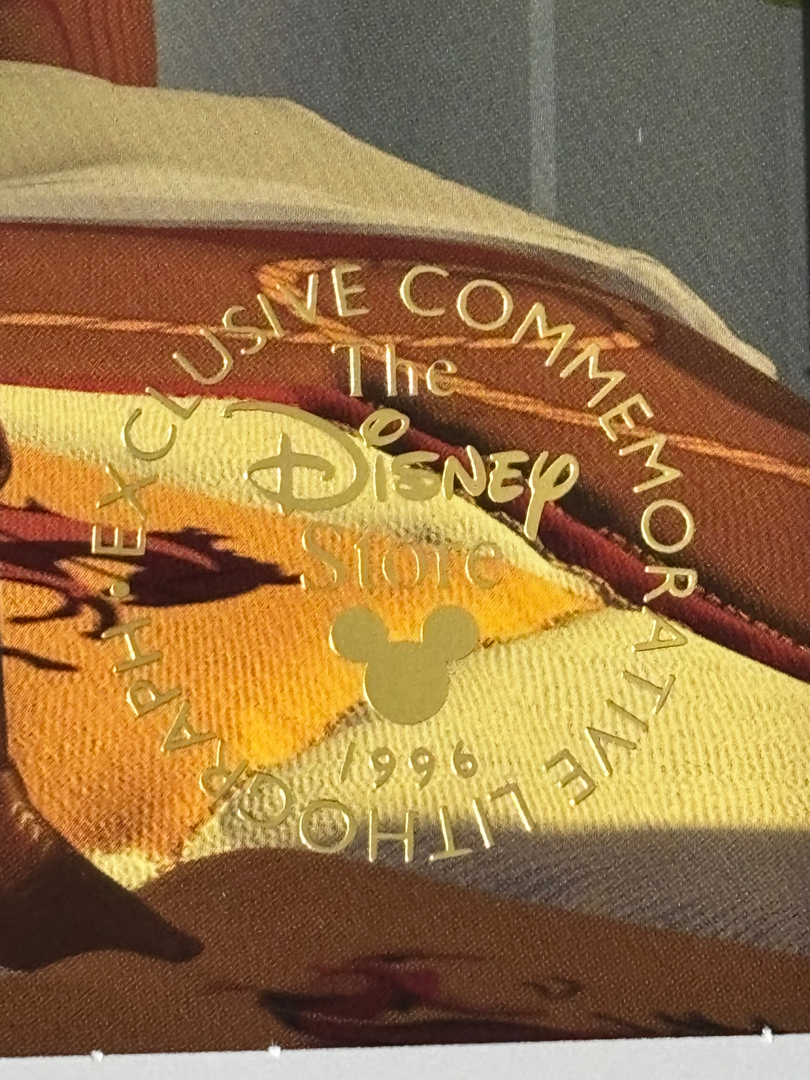 EXCLUSIVE COMMEMORATIVE LITHOGRAPH •
The
Disney
Store
1996